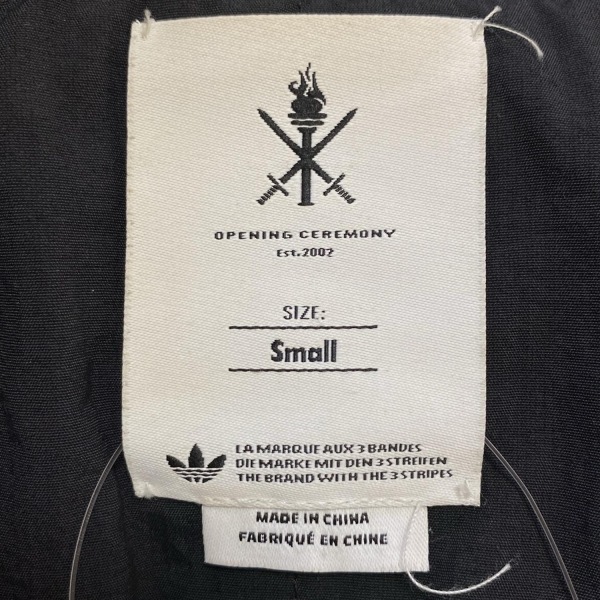 OPENING CEREMONY
Est.2002
SIZE:
Small
LA MARQUE AUX 3 BANDES
DIE MARKE MIT DEN 3 STREIFEN
THE BRAND WITH THE 3 STRIPES
MADE IN CHINA
FABRIQUÉ EN CHINE